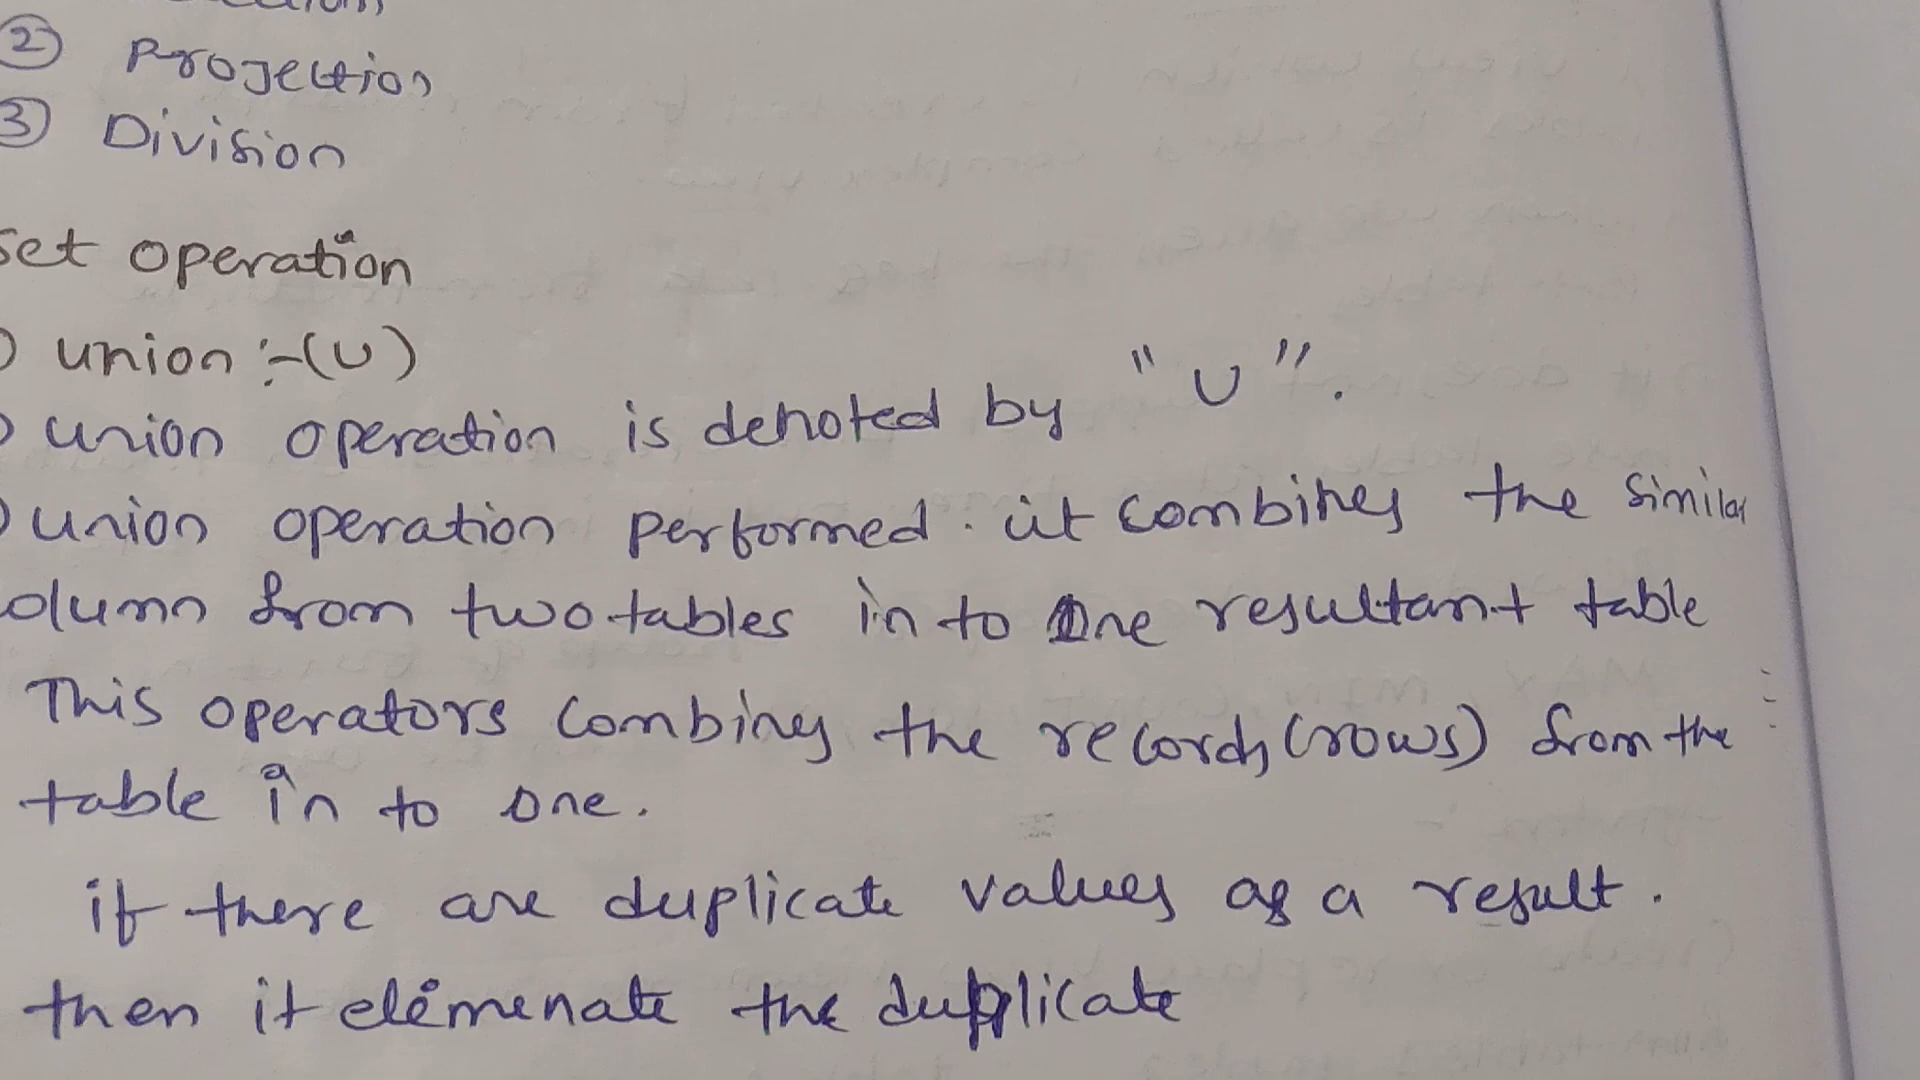 ② Projection
③ Division
set operation
union :-(U)
union operation is denoted by "U".
union operation performed. it combines the similar
olumn from two tables in to one resultant table
This operators combines the records (rows) from the
table in to one.
if there are duplicate values as a result.
then it elemenate the dupplicate